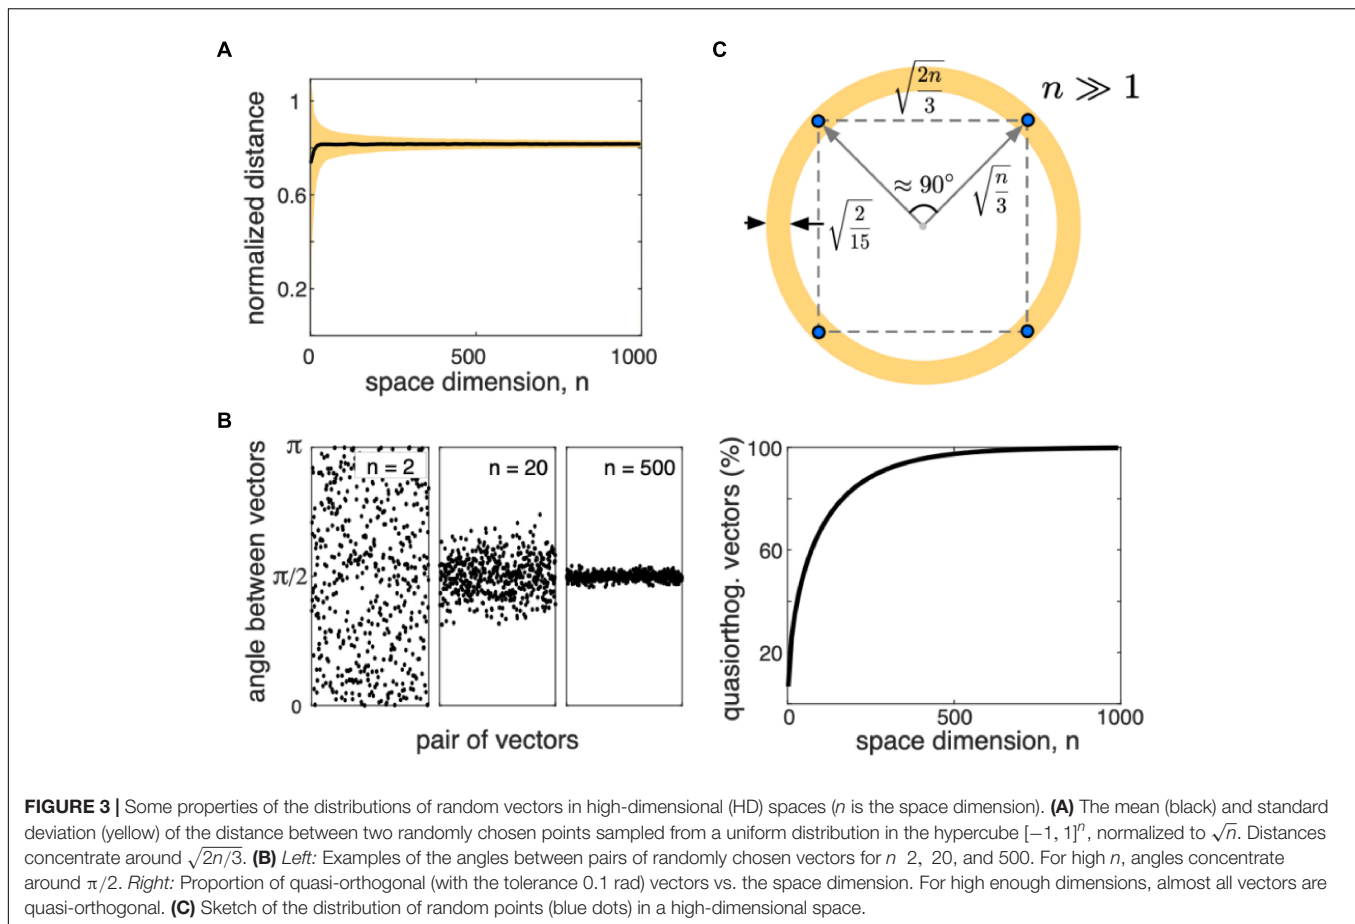 A
normalized distance
1
0.6
0.2
0
500
1000
space dimension, n
C
√(2n/3)
n ≫ 1
≈ 90°
√(n/3)
√(2/15)
B
angle between vectors
π
π/2
0
n = 2
n = 20
n = 500
pair of vectors
quasiorthog. vectors (%)
100
60
20
0
500
1000
space dimension, n
FIGURE 3 | Some properties of the distributions of random vectors in high-dimensional (HD) spaces (n is the space dimension). (A) The mean (black) and standard
deviation (yellow) of the distance between two randomly chosen points sampled from a uniform distribution in the hypercube [−1, 1]ⁿ, normalized to √n. Distances
concentrate around √2n/3. (B) Left: Examples of the angles between pairs of randomly chosen vectors for n 2, 20, and 500. For high n, angles concentrate
around π/2. Right: Proportion of quasi-orthogonal (with the tolerance 0.1 rad) vectors vs. the space dimension. For high enough dimensions, almost all vectors are
quasi-orthogonal. (C) Sketch of the distribution of random points (blue dots) in a high-dimensional space.